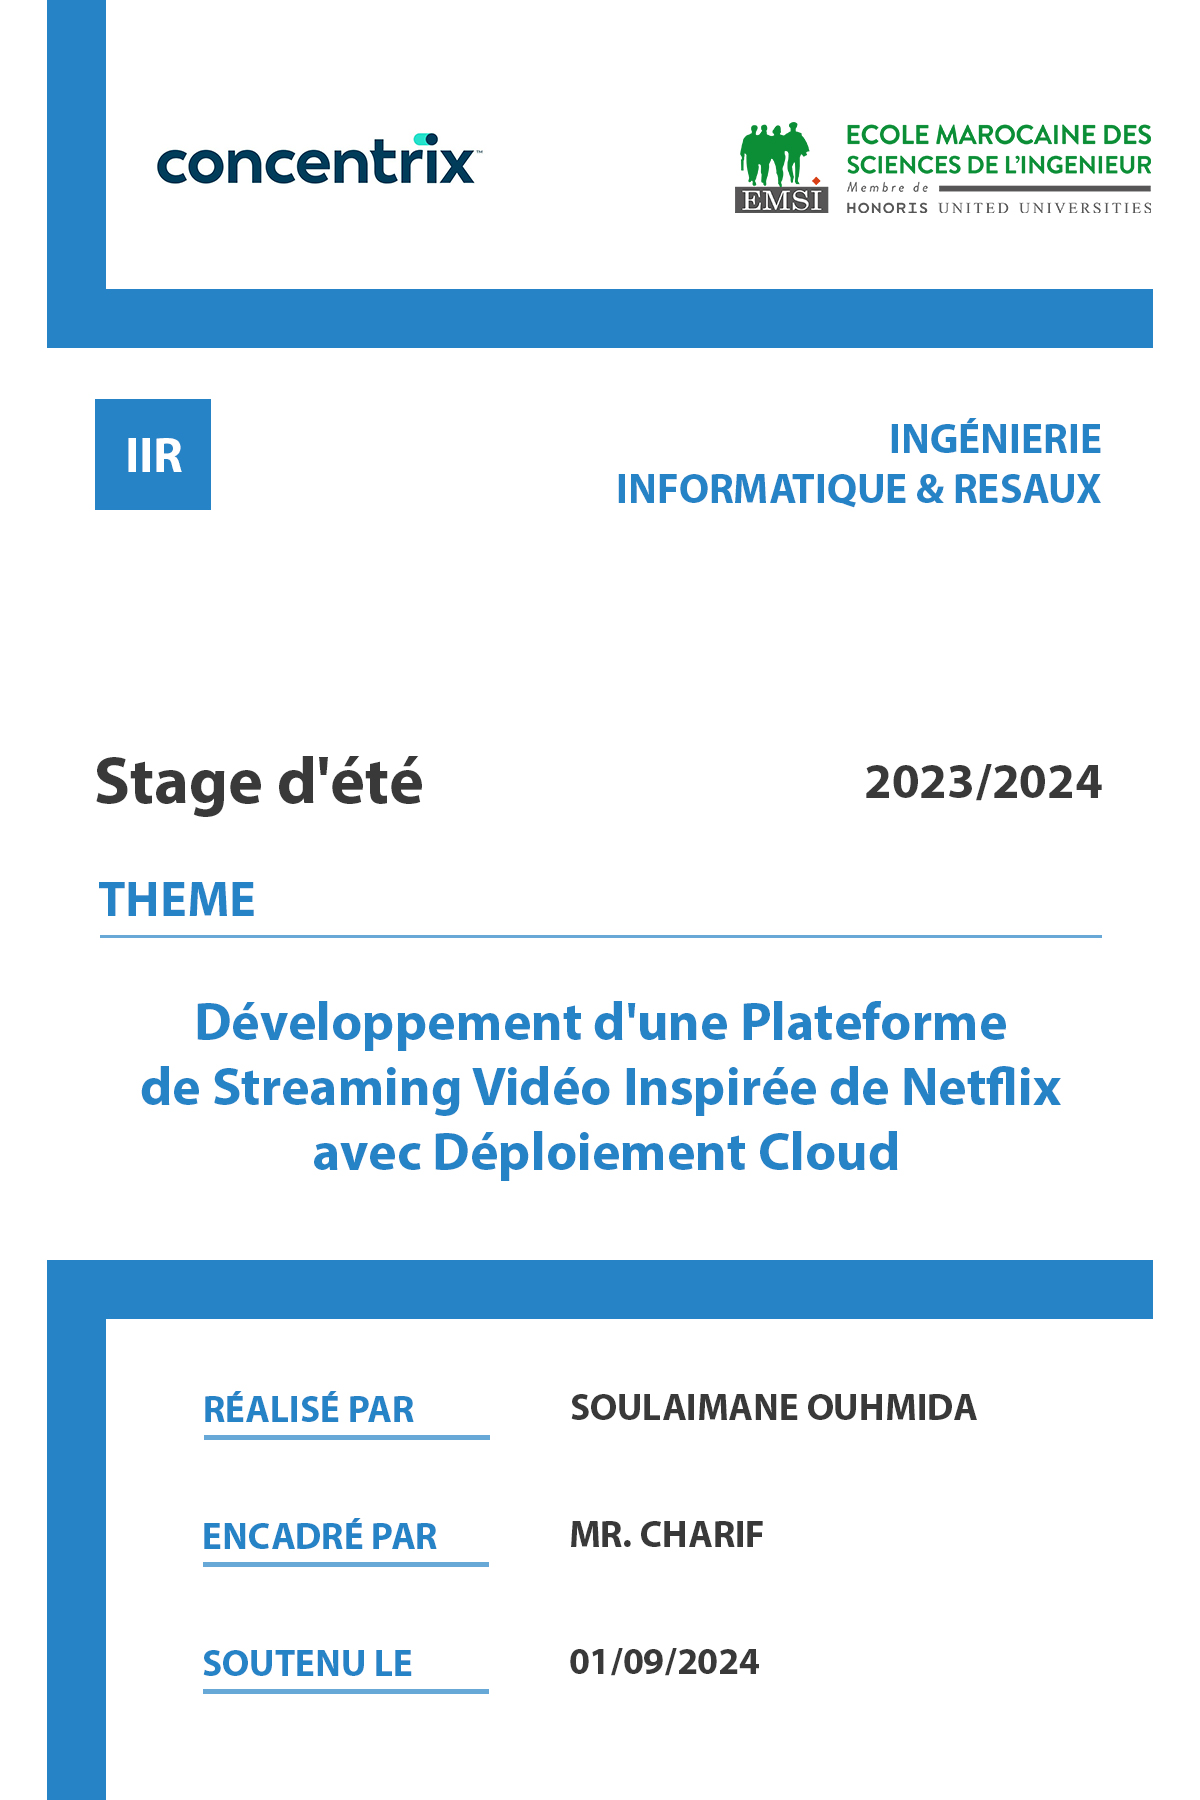 concentrix™
ECOLE MAROCAINE DES
SCIENCES DE L'INGENIEUR
Membre de
HONORIS UNITED UNIVERSITIES
EMSI
IIR
INGÉNIERIE
INFORMATIQUE & RESAUX
Stage d'été
2023/2024
THEME
Développement d'une Plateforme
de Streaming Vidéo Inspirée de Netflix
avec Déploiement Cloud
RÉALISÉ PAR
SOULAIMANE OUHMIDA
ENCADRÉ PAR
MR. CHARIF
SOUTENU LE
01/09/2024